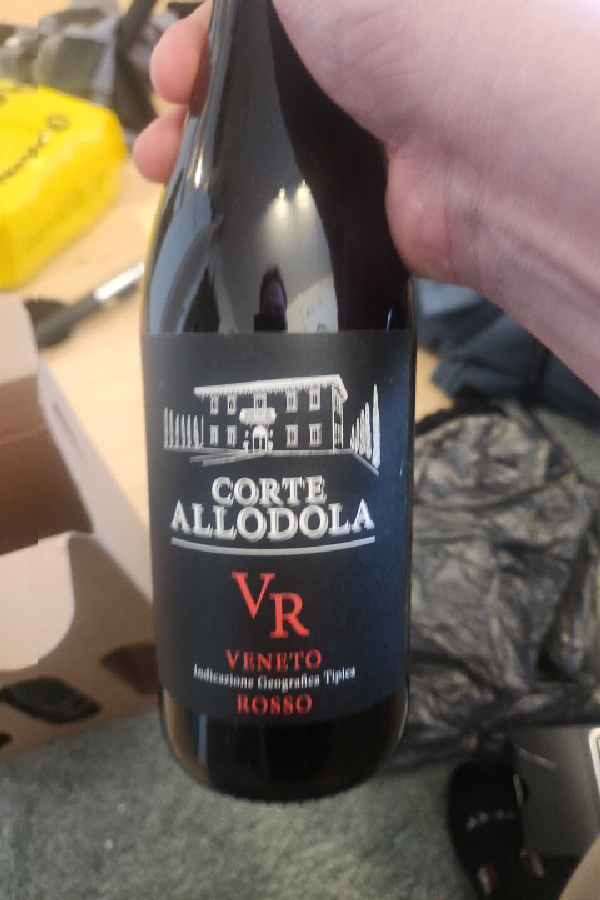 CORTE
ALLODOLA
VR
VENETO
Indicazione Geografica Tipica
ROSSO